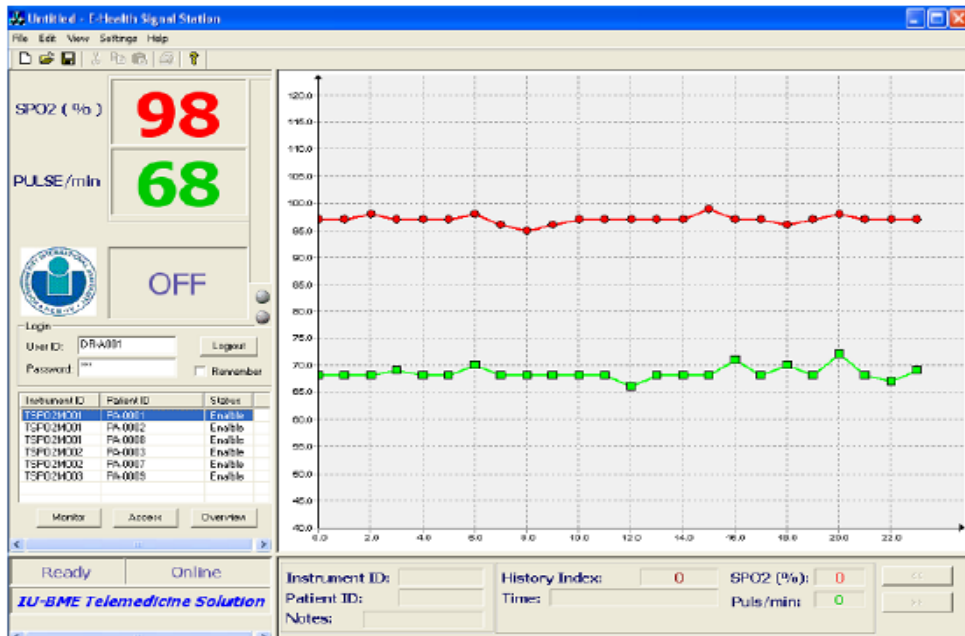 Untitled - E-Health Signal Station
File Edit View Settings Help
SPO2 ( % )
98
PULSE/min
68
OFF
Login
User ID: DR-A001
Logout
Password: ***
Remember
Instrument ID Patient ID Status
TSPO2M001 PA-0001 Enable
TSPO2M001 PA-0002 Enable
TSPO2M001 PA-0008 Enable
TSPO2M002 PA-0003 Enable
TSPO2M002 PA-0007 Enable
TSPO2M003 PA-0009 Enable
Monitor Access Overview
Ready Online
IU-BME Telemedicine Solution
120.0
115.0
110.0
105.0
100.0
95.0
90.0
85.0
80.0
75.0
70.0
65.0
60.0
55.0
50.0
45.0
40.0
0.0 2.0 4.0 6.0 8.0 10.0 12.0 14.0 16.0 18.0 20.0 22.0
Instrument ID:
Patient ID:
Notes:
History Index: 0
Time:
SPO2 (%): 0
Puls/min: 0
<<
>>